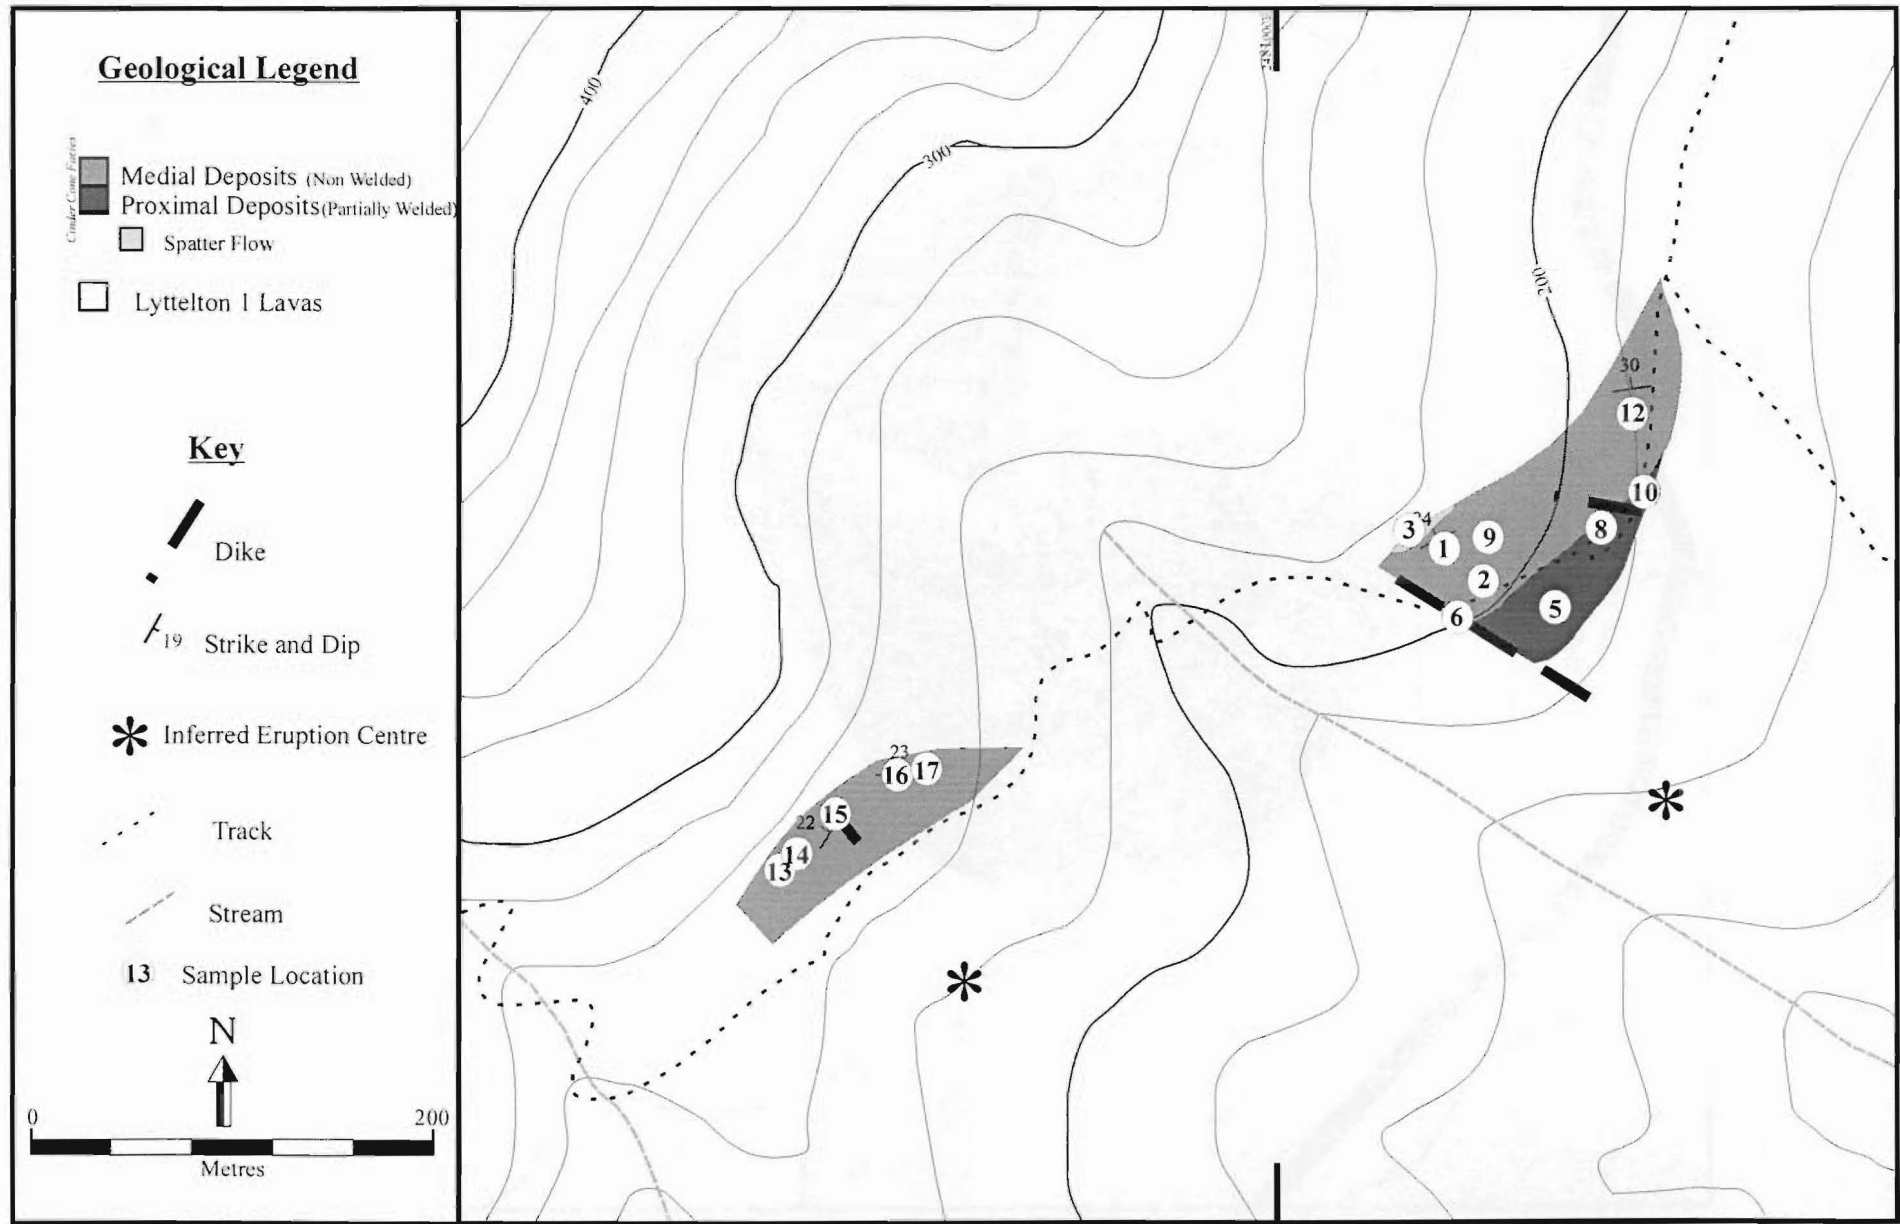 Geological Legend
Cinder Cone Facies
Medial Deposits (Non Welded)
Proximal Deposits(Partially Welded)
Spatter Flow
Lyttelton 1 Lavas
Key
Dike
19 Strike and Dip
Inferred Eruption Centre
Track
Stream
13 Sample Location
N
0 200
Metres
400
300
200
30
12
10
34
3
1
9
8
2
6
5
23
16
17
15
22
14
13